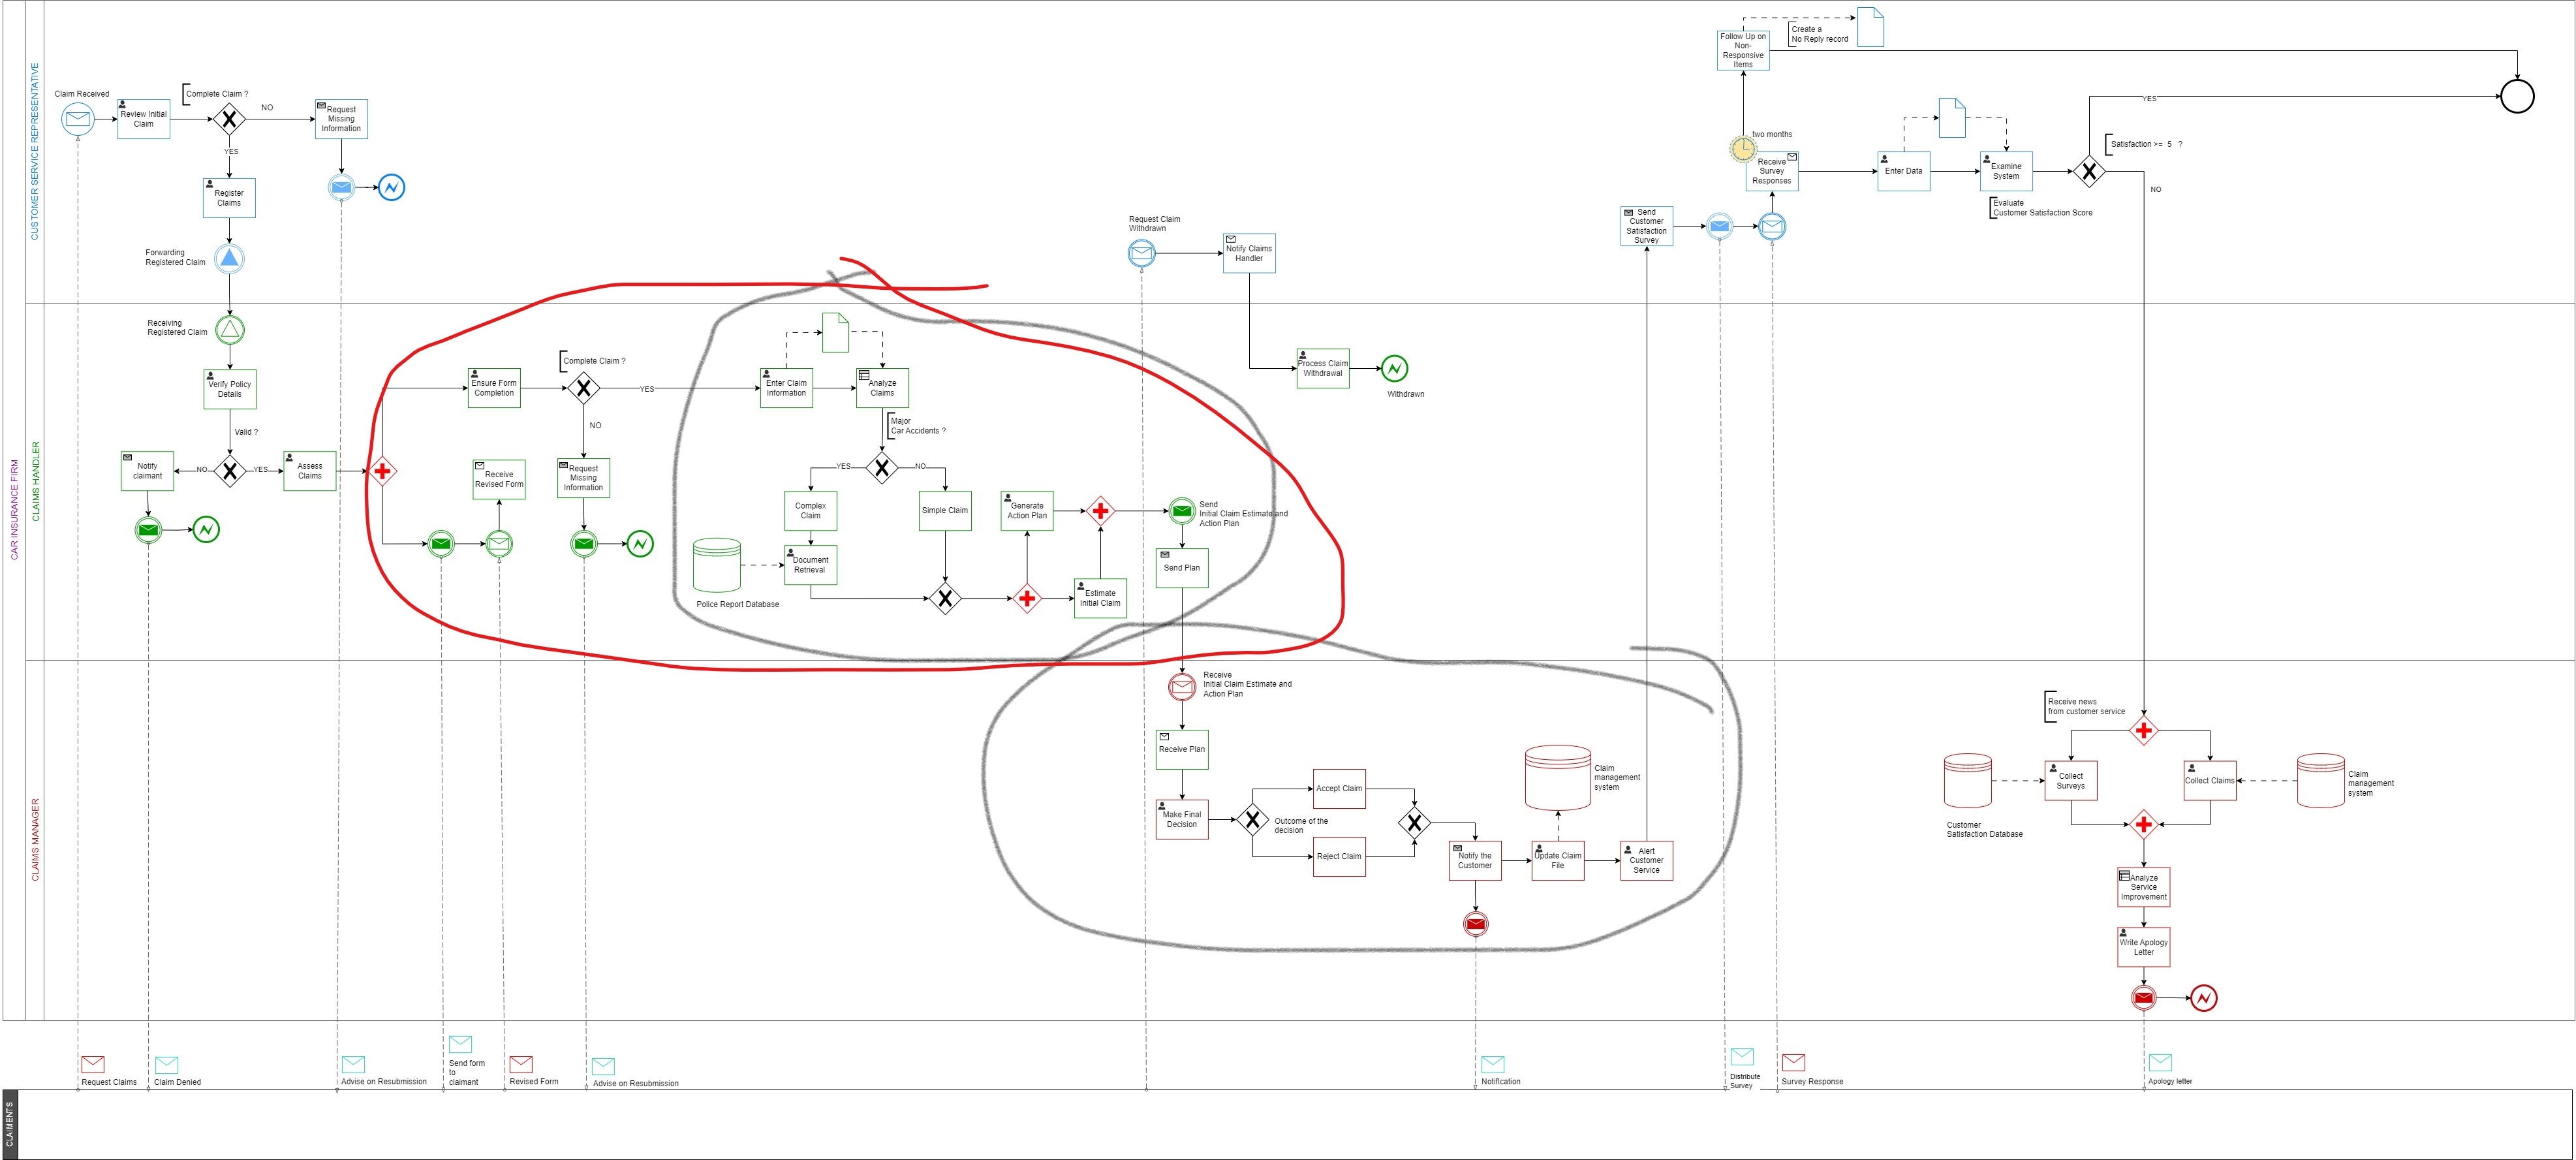 CAR INSURANCE FIRM
CUSTOMER SERVICE REPRESENTATIVE
Claim Received
Review Initial
Claim
Complete Claim ?
NO
Request
Missing
Information
YES
Register
Claims
Forwarding
Registered Claim
Request Claim
Withdrawn
Notify Claims
Handler
Send
Customer
Satisfaction
Survey
two months
Receive
Survey
Responses
Follow Up on
Non-
Responsive
Items
Create a
No Reply record
Enter Data
Examine
System
Evaluate
Customer Satisfaction Score
Satisfaction >= 5 ?
YES
NO
CLAIMS HANDLER
Receiving
Registered Claim
Verify Policy
Details
Valid ?
NO
YES
Notify
claimant
Assess
Claims
Ensure Form
Completion
Complete Claim ?
YES
NO
Receive
Revised Form
Request
Missing
Information
Enter Claim
Information
Analyze
Claims
Major
Car Accidents ?
YES
NO
Complex
Claim
Simple Claim
Document
Retrieval
Police Report Database
Generate
Action Plan
Estimate
Initial Claim
Send
Initial Claim Estimate and
Action Plan
Send Plan
Process Claim
Withdrawal
Withdrawn
CLAIMS MANAGER
Receive
Initial Claim Estimate and
Action Plan
Receive Plan
Make Final
Decision
Outcome of the
decision
Accept Claim
Reject Claim
Notify the
Customer
Update Claim
File
Claim
management
system
Alert
Customer
Service
Receive news
from customer service
Collect
Surveys
Collect Claims
Customer
Satisfaction Database
Claim
management
system
Analyze
Service
Improvement
Write Apology
Letter
Request Claims
Claim Denied
Advise on Resubmission
Send form
to
claimant
Revised Form
Advise on Resubmission
Notification
Distribute
Survey
Survey Response
Apology letter
CLAIMENTS